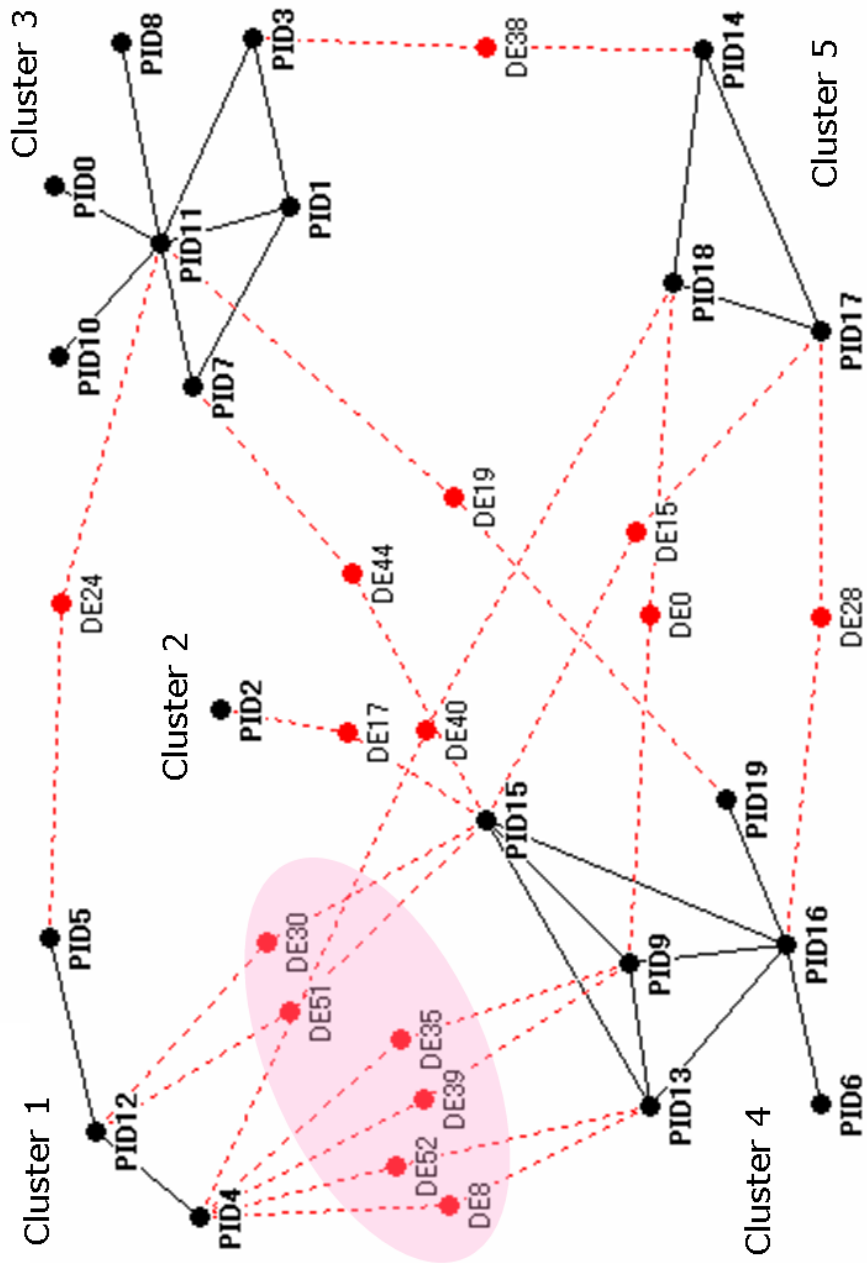 Cluster 1
Cluster 3
PID5
DE24
PID10
PID0
PID12
PID8
Cluster 2
PID11
PID4
PID7
PID2
PID3
DE30
DE51
PID1
DE17
DE44
DE52
DE35
DE39
DE40
DE8
DE19
PID15
DE38
PID9
DE15
PID13
DE0
PID18
PID14
Cluster 4
PID19
PID16
Cluster 5
PID6
DE28
PID17